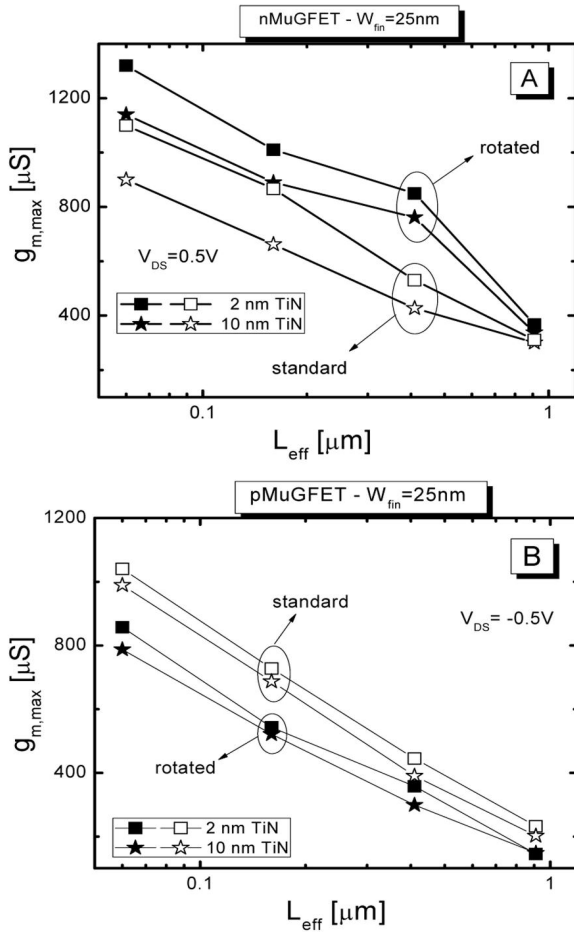 nMuGFET - W_fin=25nm
A
1200
800
400
g_m,max [μS]
rotated
V_DS=0.5V
2 nm TiN
10 nm TiN
standard
0.1
1
L_eff [μm]
pMuGFET - W_fin=25nm
1200
B
standard
V_DS= -0.5V
800
g_m,max [μS]
rotated
400
2 nm TiN
10 nm TiN
0.1
1
L_eff [μm]